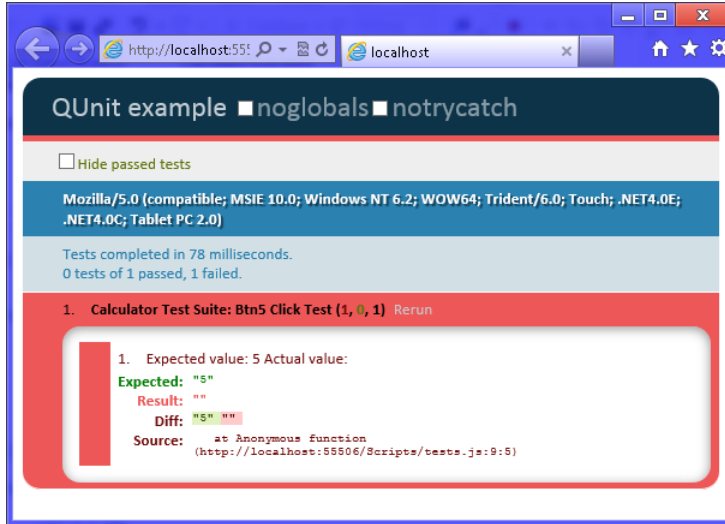 http://localhost:55!
localhost
QUnit example noglobals notrycatch
Hide passed tests
Mozilla/5.0 (compatible; MSIE 10.0; Windows NT 6.2; WOW64; Trident/6.0; Touch; .NET4.0E;
.NET4.0C; Tablet PC 2.0)
Tests completed in 78 milliseconds.
0 tests of 1 passed, 1 failed.
1. Calculator Test Suite: Btn5 Click Test (1, 0, 1) Rerun
1. Expected value: 5 Actual value:
Expected: "5"
Result: ""
Diff: "5" ""
Source: at Anonymous function
(http://localhost:55506/Scripts/tests.js:9:5)